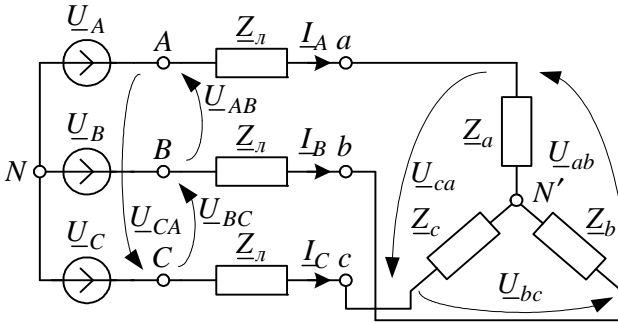 U_A A Z_л I_A a
U_AB
Z_a
U_B B Z_л I_B b
N
U_ab
U_ca
N′
U_CA U_BC
Z_c Z_b
U_C C Z_л I_C c
U_bc